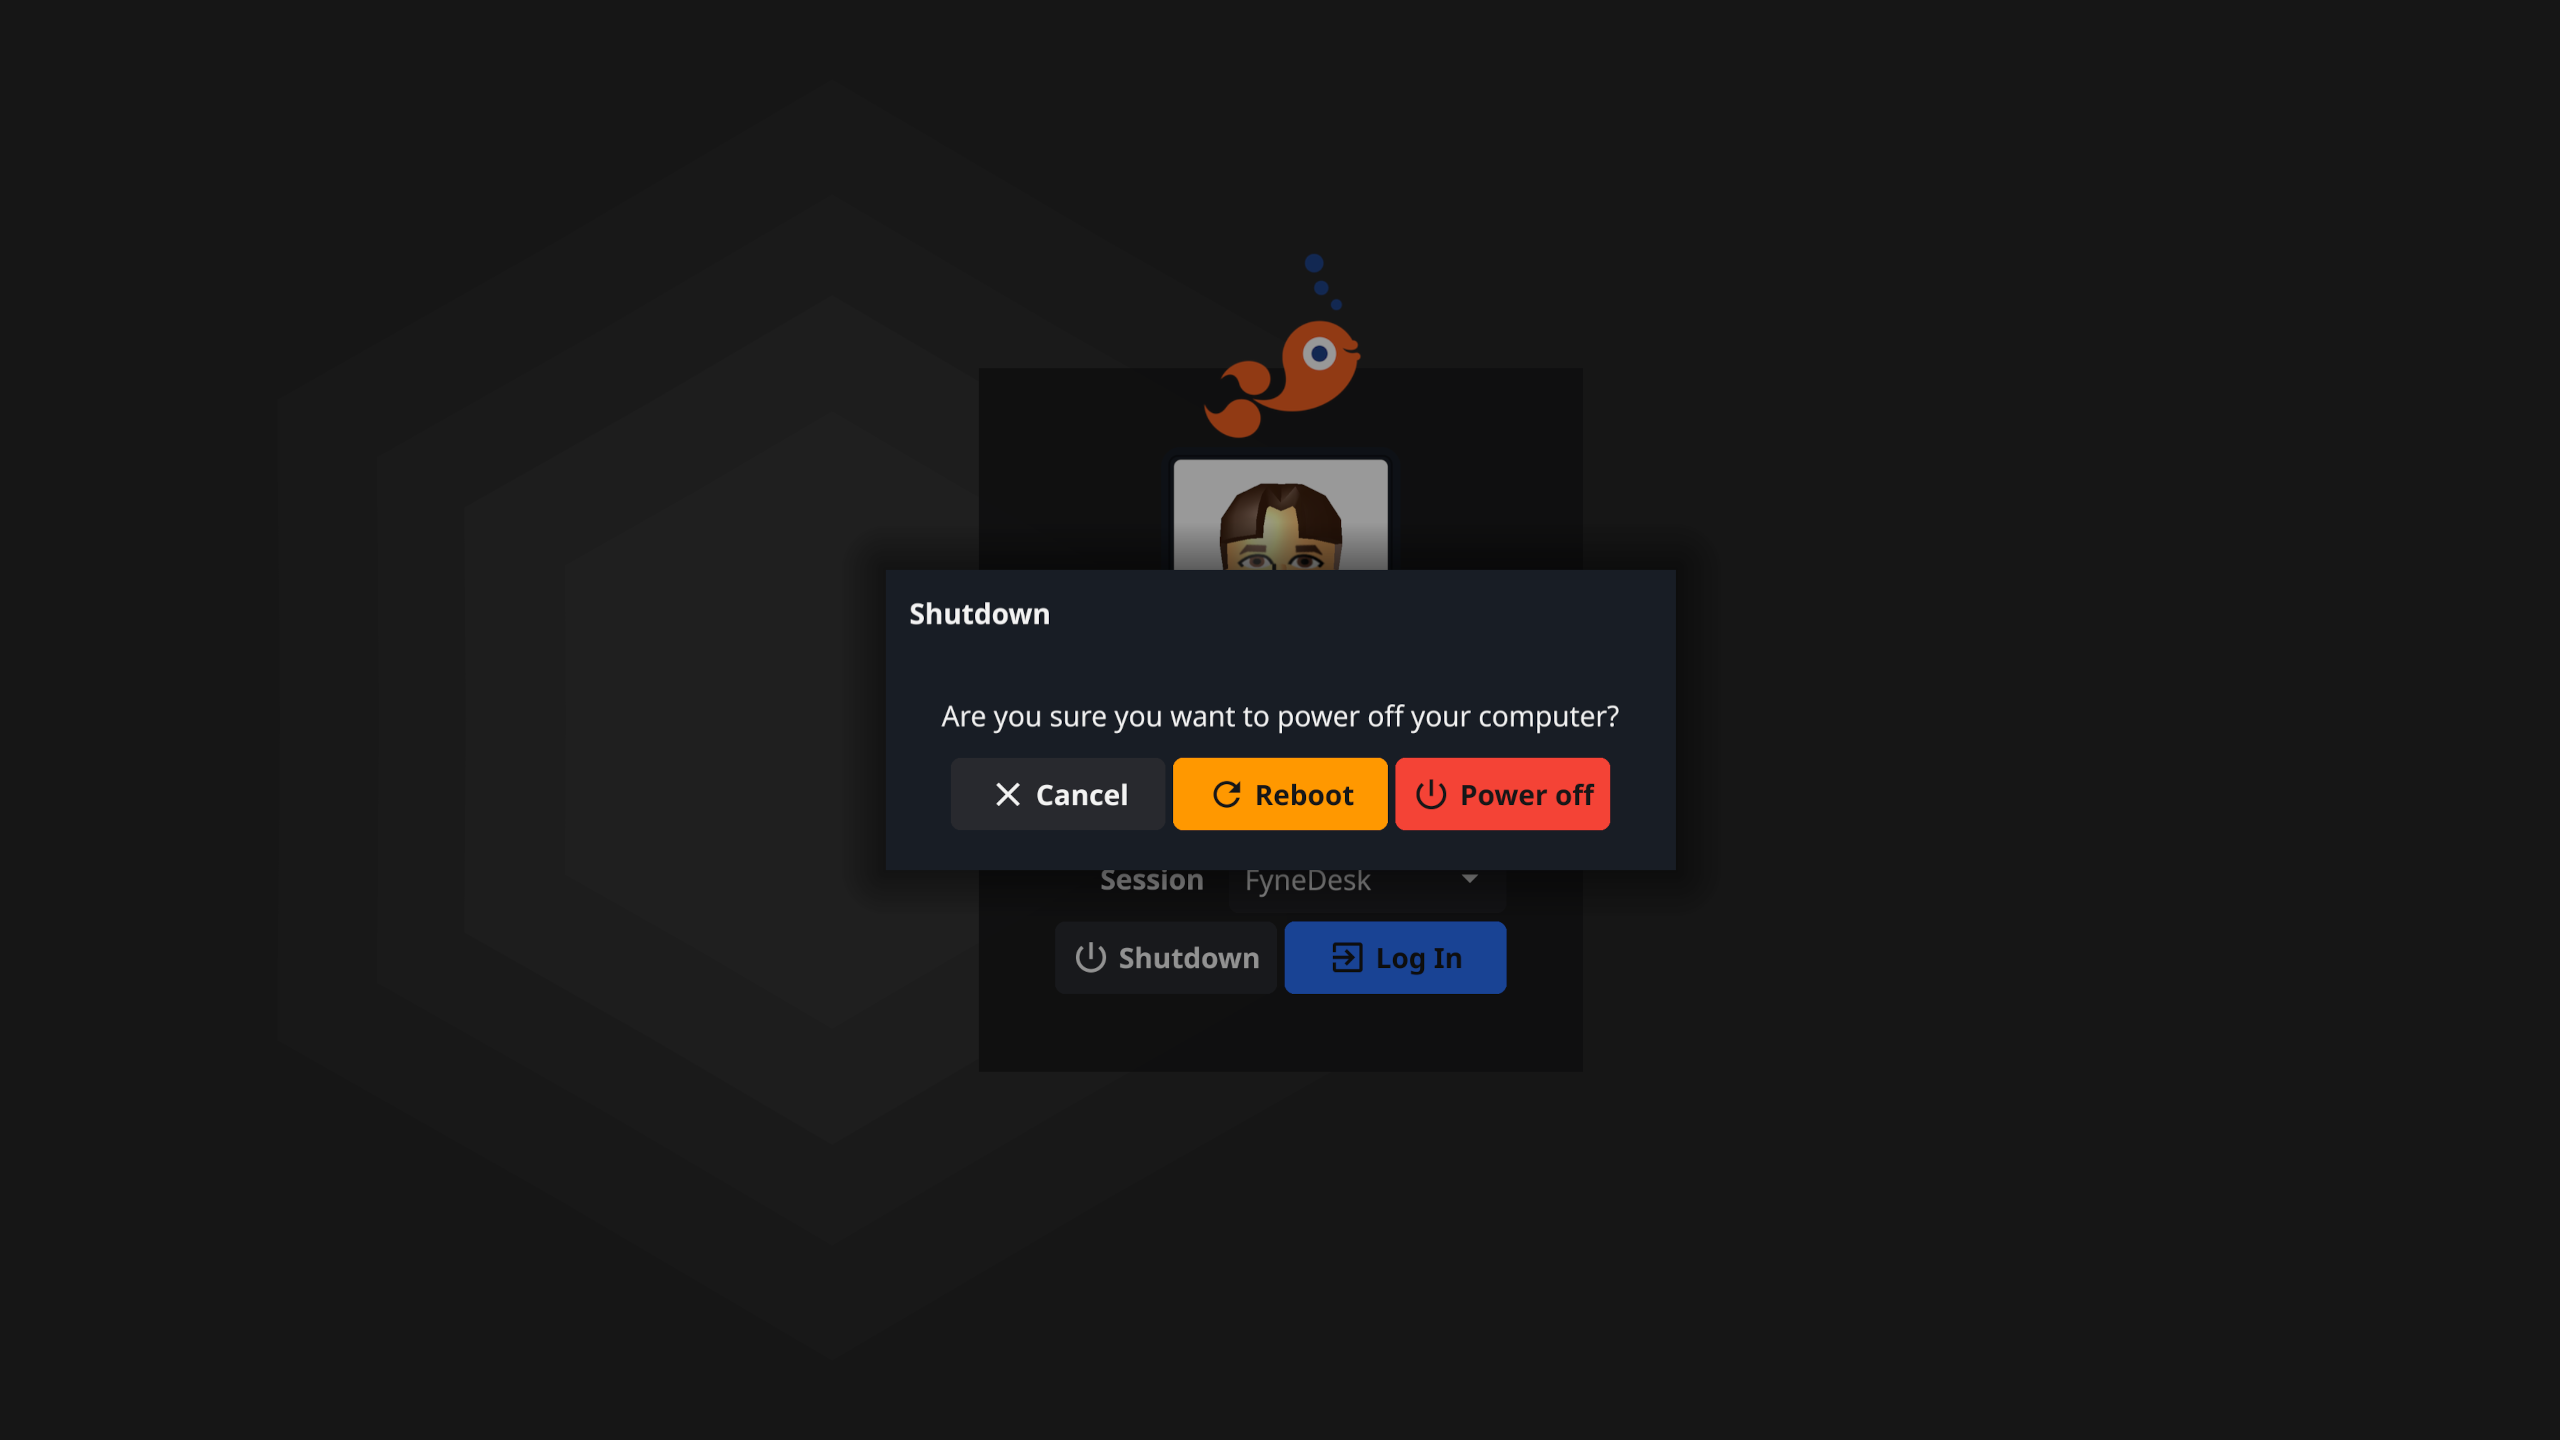 Shutdown
Are you sure you want to power off your computer?
Cancel
Reboot
Power off
Session
FyneDesk
Shutdown
Log In